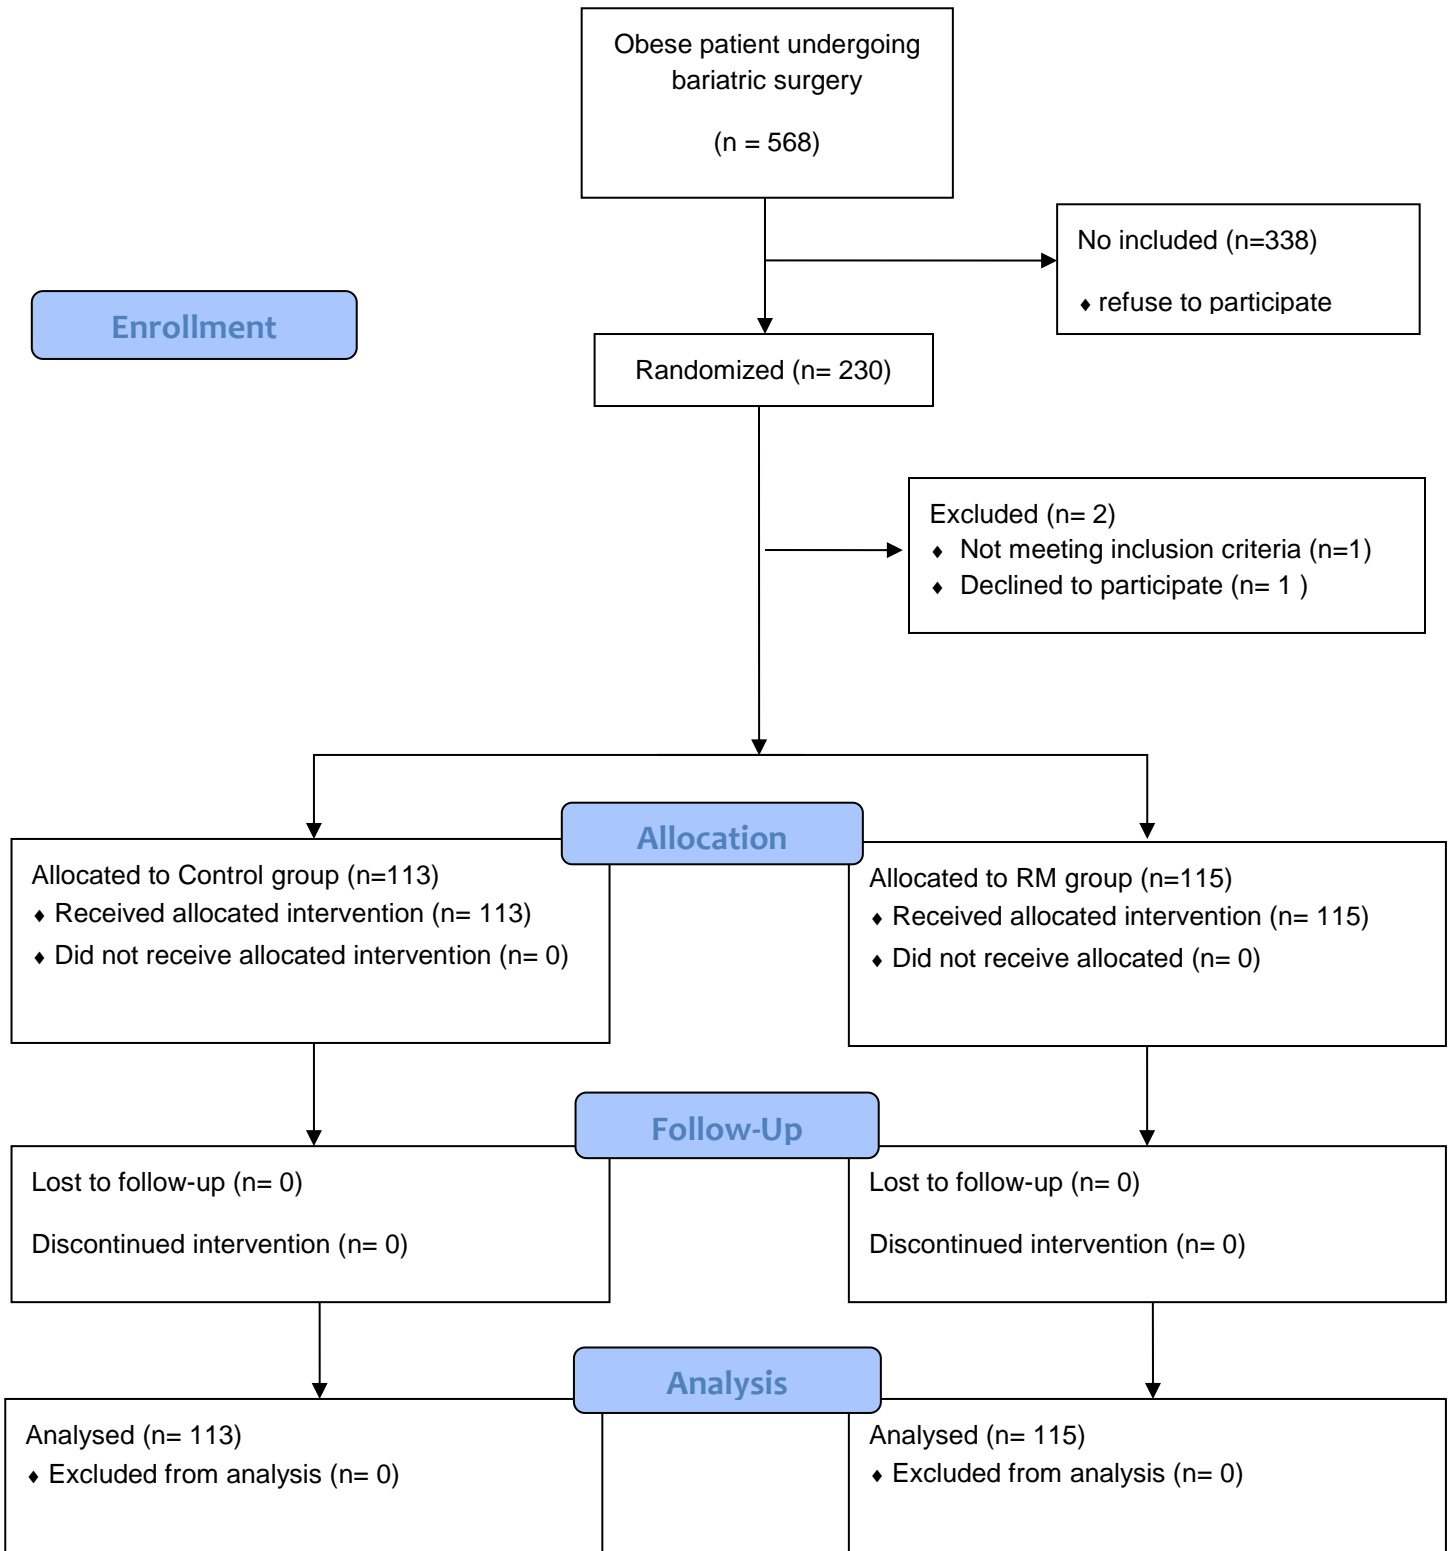 Obese patient undergoing
bariatric surgery
(n = 568)
No included (n=338)
♦ refuse to participate
Enrollment
Randomized (n= 230)
Excluded (n= 2)
♦ Not meeting inclusion criteria (n=1)
♦ Declined to participate (n= 1 )
Allocation
Allocated to Control group (n=113)
♦ Received allocated intervention (n= 113)
♦ Did not receive allocated intervention (n= 0)
Allocated to RM group (n=115)
♦ Received allocated intervention (n= 115)
♦ Did not receive allocated (n= 0)
Follow-Up
Lost to follow-up (n= 0)
Discontinued intervention (n= 0)
Lost to follow-up (n= 0)
Discontinued intervention (n= 0)
Analysis
Analysed (n= 113)
♦ Excluded from analysis (n= 0)
Analysed (n= 115)
♦ Excluded from analysis (n= 0)